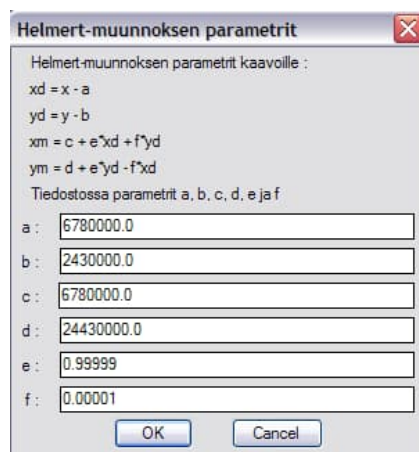 Helmert-muunnoksen parametrit
Helmert-muunnoksen parametrit kaavoille :
xd = x - a
yd = y - b
xm = c + e*xd + f*yd
ym = d + e*yd - f*xd
Tiedostossa parametrit a, b, c, d, e ja f
a : 6780000.0
b : 2430000.0
c : 6780000.0
d : 24430000.0
e : 0.99999
f : 0.00001
OK Cancel